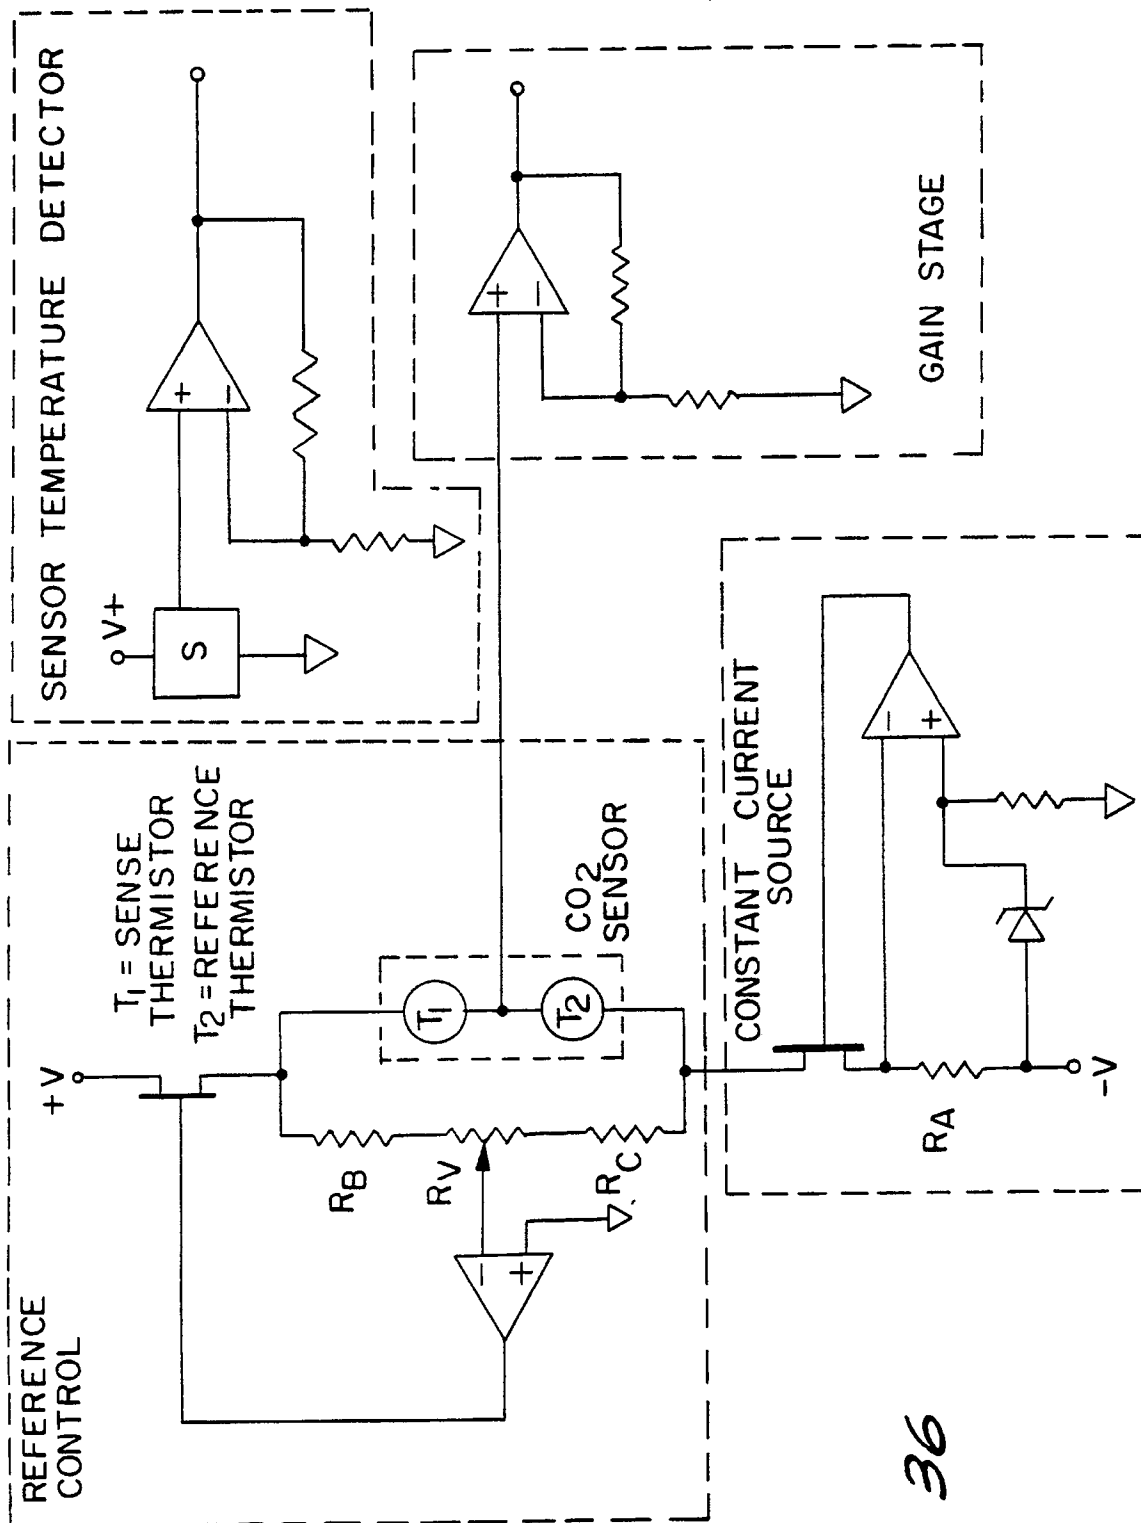 REFERENCE
CONTROL
+V
T1 = SENSE
THERMISTOR
T2 = REFERENCE
THERMISTOR
RB
RV
RC
-
+
T1
T2
CO2
SENSOR
SENSOR TEMPERATURE DETECTOR
V+
S
+
-
+
-
GAIN STAGE
CONSTANT CURRENT
SOURCE
-
+
RA
-V
36